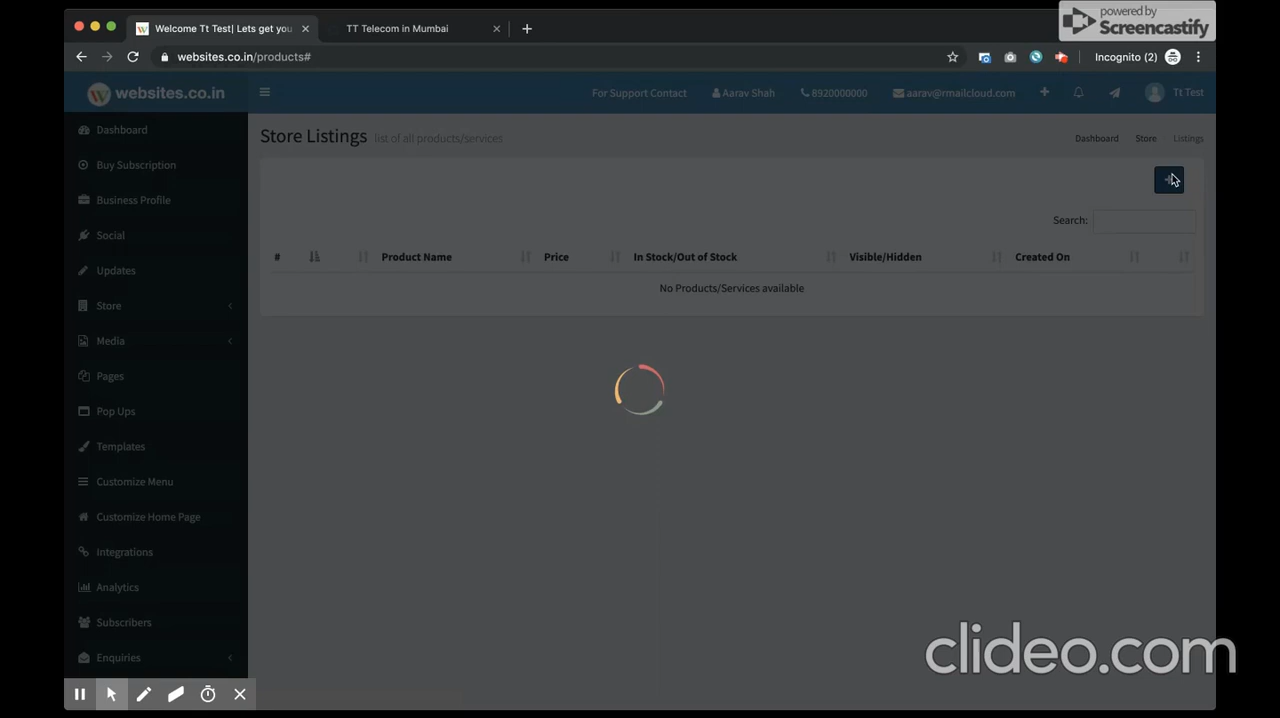 powered by
Screencastify
Welcome Tt Test| Lets get you
TT Telecom in Mumbai
websites.co.in/products#
Incognito (2)
websites.co.in
For Support Contact
Aarav Shah
8920000000
aarav@rmailcloud.com
Tt Test
Dashboard
Buy Subscription
Business Profile
Social
Updates
Store
Media
Pages
Pop Ups
Templates
Customize Menu
Customize Home Page
Integrations
Analytics
Subscribers
Enquiries
Store Listings list of all products/services
Dashboard
Store
Listings
Search:
# Product Name Price In Stock/Out of Stock Visible/Hidden Created On
No Products/Services available
clideo.com